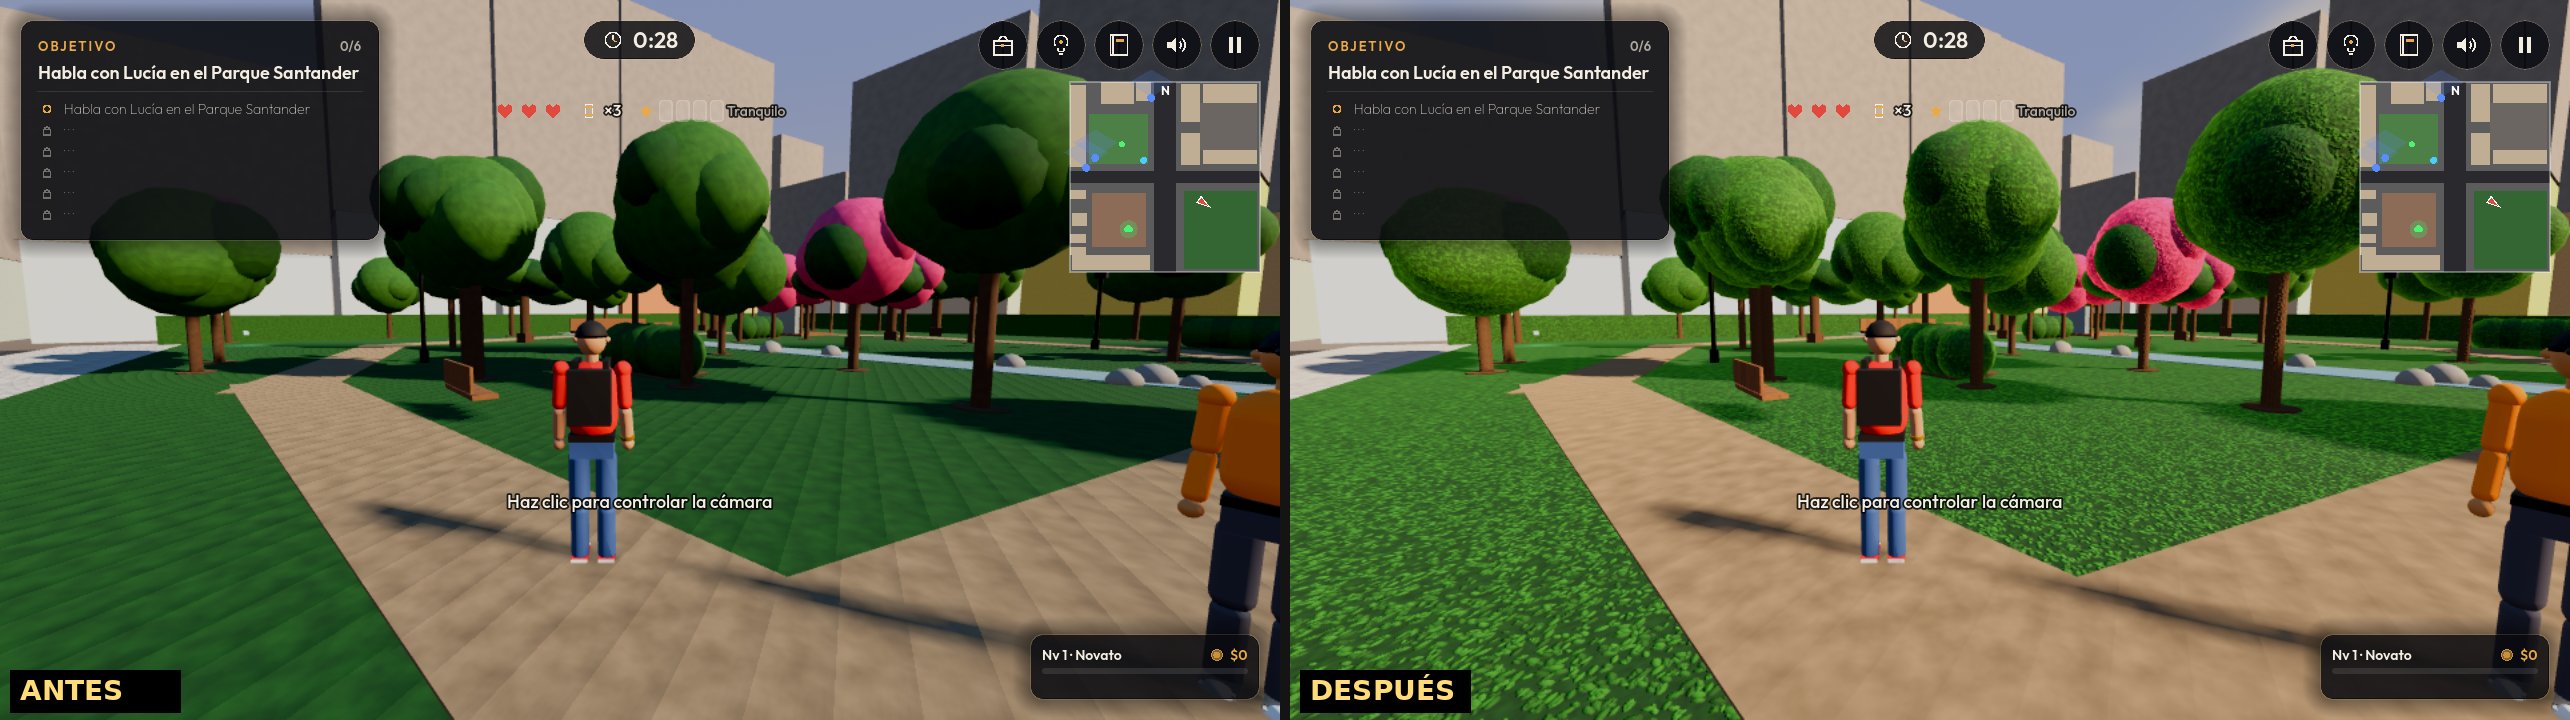 OBJETIVO 0/6
Habla con Lucía en el Parque Santander
Habla con Lucía en el Parque Santander
...
...
...
...
...
0:28
×3 Tranquilo
N
Haz clic para controlar la cámara
Nv 1 · Novato $0
ANTES
OBJETIVO 0/6
Habla con Lucía en el Parque Santander
Habla con Lucía en el Parque Santander
...
...
...
...
...
0:28
×3 Tranquilo
N
Haz clic para controlar la cámara
Nv 1 · Novato $0
DESPUÉS